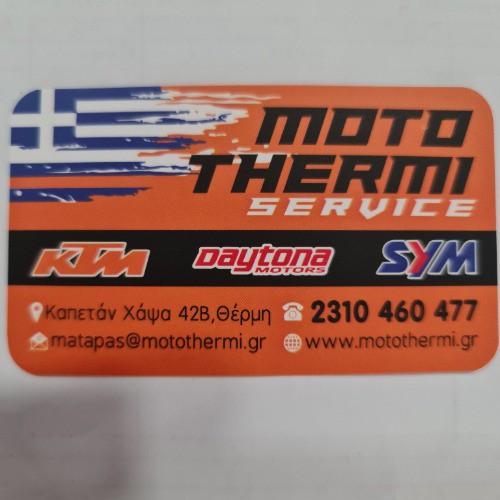 MOTO
THERMI
SERVICE
KTM Daytona MOTORS SYM
Καπετάν Χάψα 42Β,Θέρμη 2310 460 477
matapas@motothermi.gr www.motothermi.gr